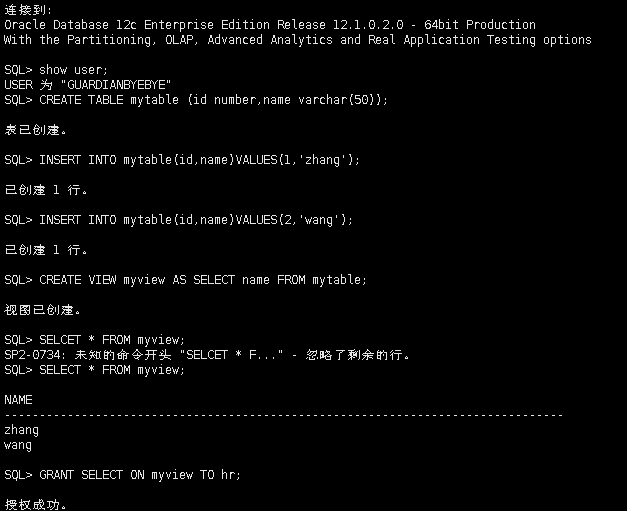 连接到:
Oracle Database 12c Enterprise Edition Release 12.1.0.2.0 - 64bit Production
With the Partitioning, OLAP, Advanced Analytics and Real Application Testing options
SQL> show user;
USER 为 "GUARDIANBYEBYE"
SQL> CREATE TABLE mytable (id number,name varchar(50));
表已创建。
SQL> INSERT INTO mytable(id,name)VALUES(1,'zhang');
已创建 1 行。
SQL> INSERT INTO mytable(id,name)VALUES(2,'wang');
已创建 1 行。
SQL> CREATE VIEW myview AS SELECT name FROM mytable;
视图已创建。
SQL> SELCET * FROM myview;
SP2-0734: 未知的命令开头 "SELCET * F..." - 忽略了剩余的行。
SQL> SELECT * FROM myview;
NAME
--------------------------------------------------------------------------------
zhang
wang
SQL> GRANT SELECT ON myview TO hr;
授权成功。